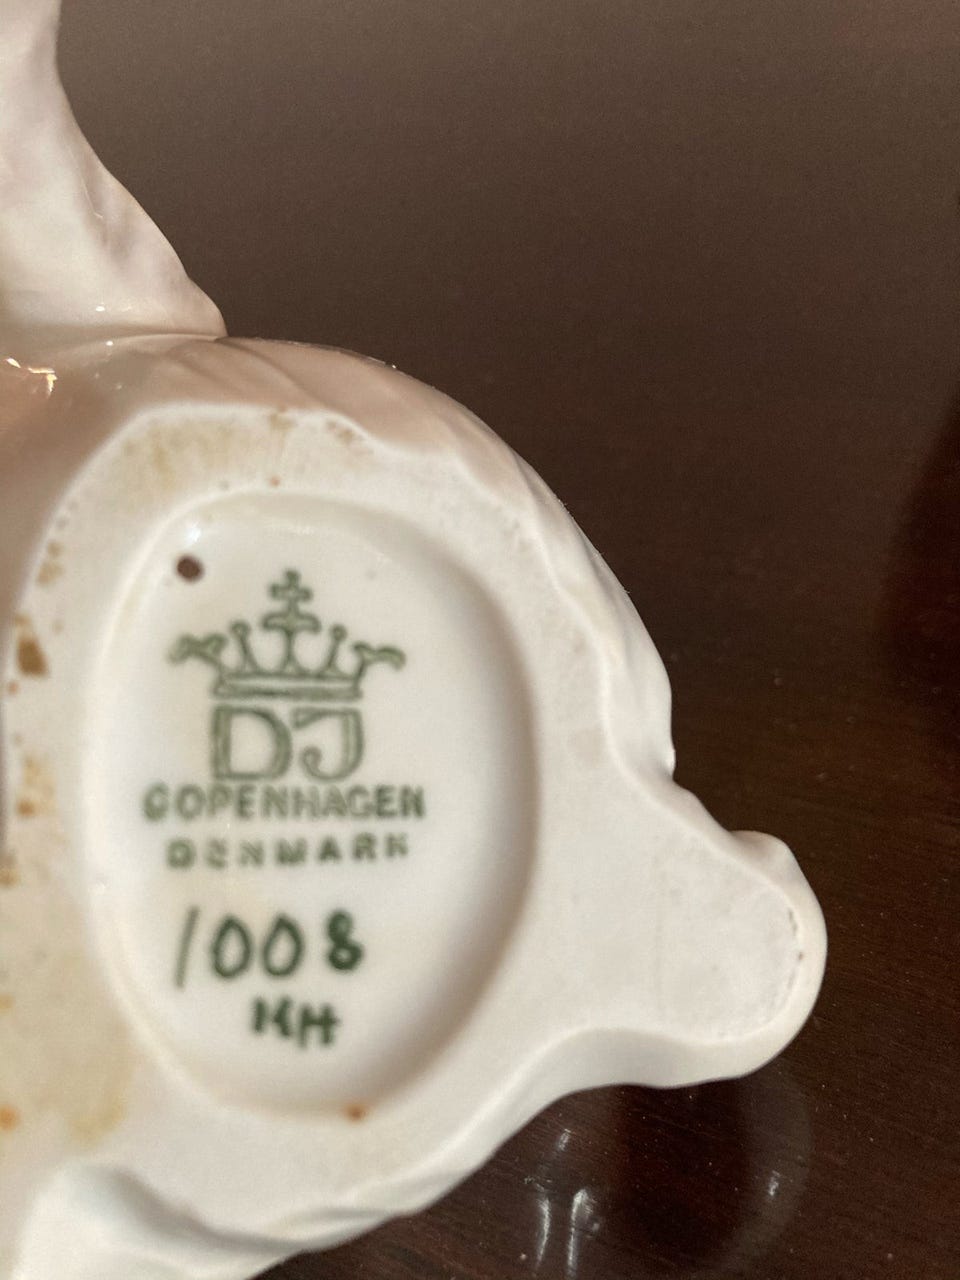 DJ
COPENHAGEN
DENMARK
1008
KH